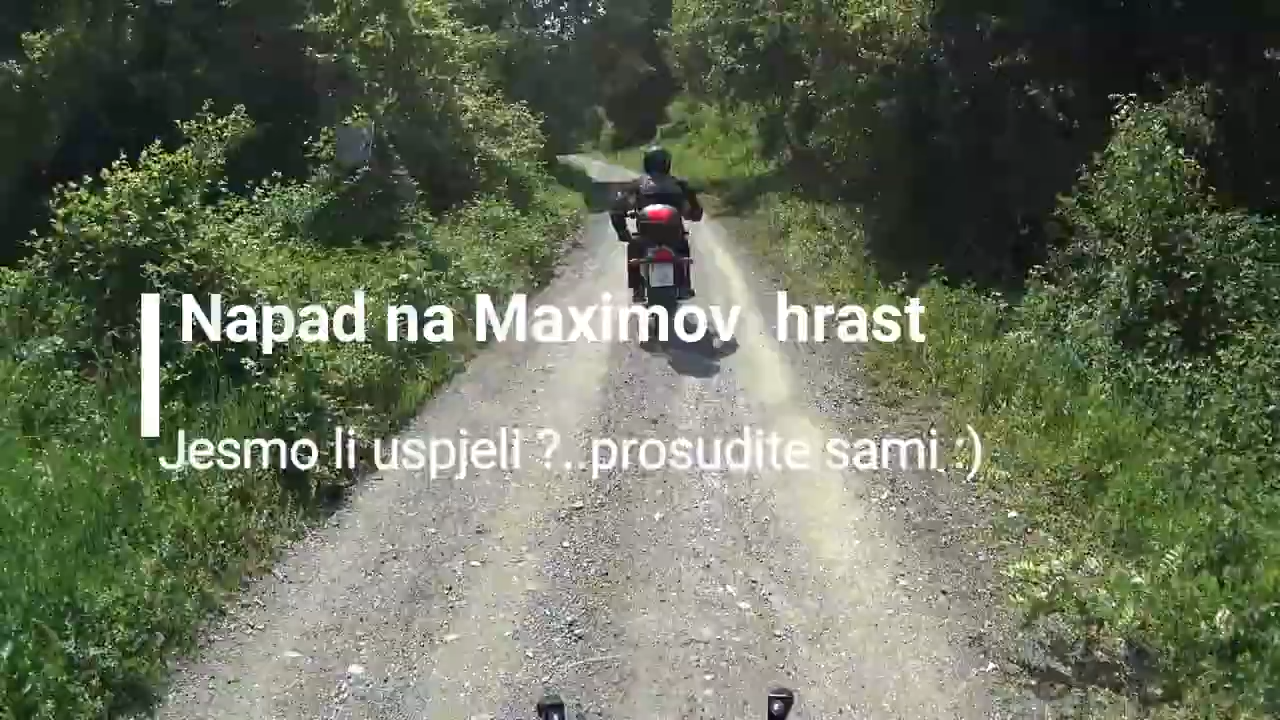 Napad na Maximov hrast
Jesmo li uspjeli ?..prosudite sami :)